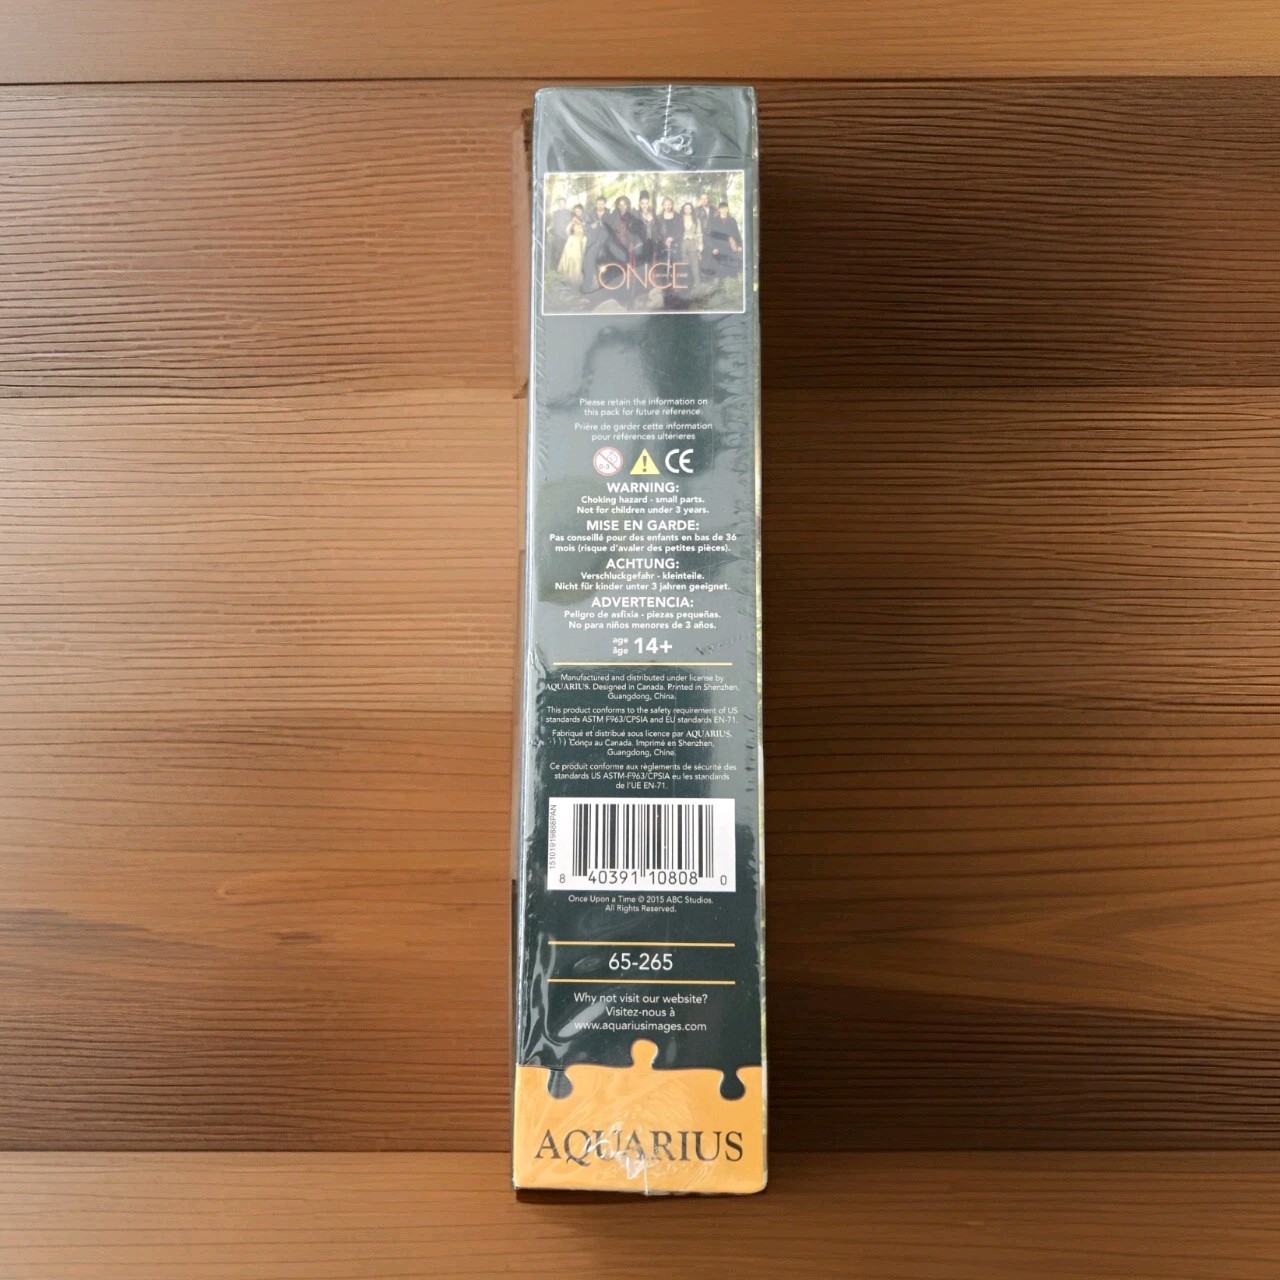 ONCE
Please retain the information on
this pack for future reference.
Prière de garder cette information
pour références ultérieures
0-3
CE
WARNING:
Choking hazard - small parts.
Not for children under 3 years.
MISE EN GARDE:
Pas conseillé pour des enfants en bas de 36
mois (risque d'avaler des petites pièces).
ACHTUNG:
Verschluckgefahr - kleinteile.
Nicht für kinder unter 3 jahren geeignet.
ADVERTENCIA:
Peligro de asfixia - piezas pequeñas.
No para niños menores de 3 años.
age
âge 14+
Manufactured and distributed under license by
AQUARIUS. Designed in Canada. Printed in Shenzhen,
Guangdong, China.
This product conforms to the safety requirement of US
standards ASTM F963/CPSIA and EU standards EN-71.
Fabriqué et distribué sous licence par AQUARIUS.
Conçu au Canada. Imprimé en Shenzhen,
Guangdong, Chine.
Ce produit conforme aux règlements de sécurité des
standards US ASTM-F963/CPSIA eu les standards
de l'UE EN-71.
15101919866PAN
8 40391 10808 0
Once Upon a Time © 2015 ABC Studios.
All Rights Reserved.
65-265
Why not visit our website?
Visitez-nous à
www.aquariusimages.com
AQUARIUS